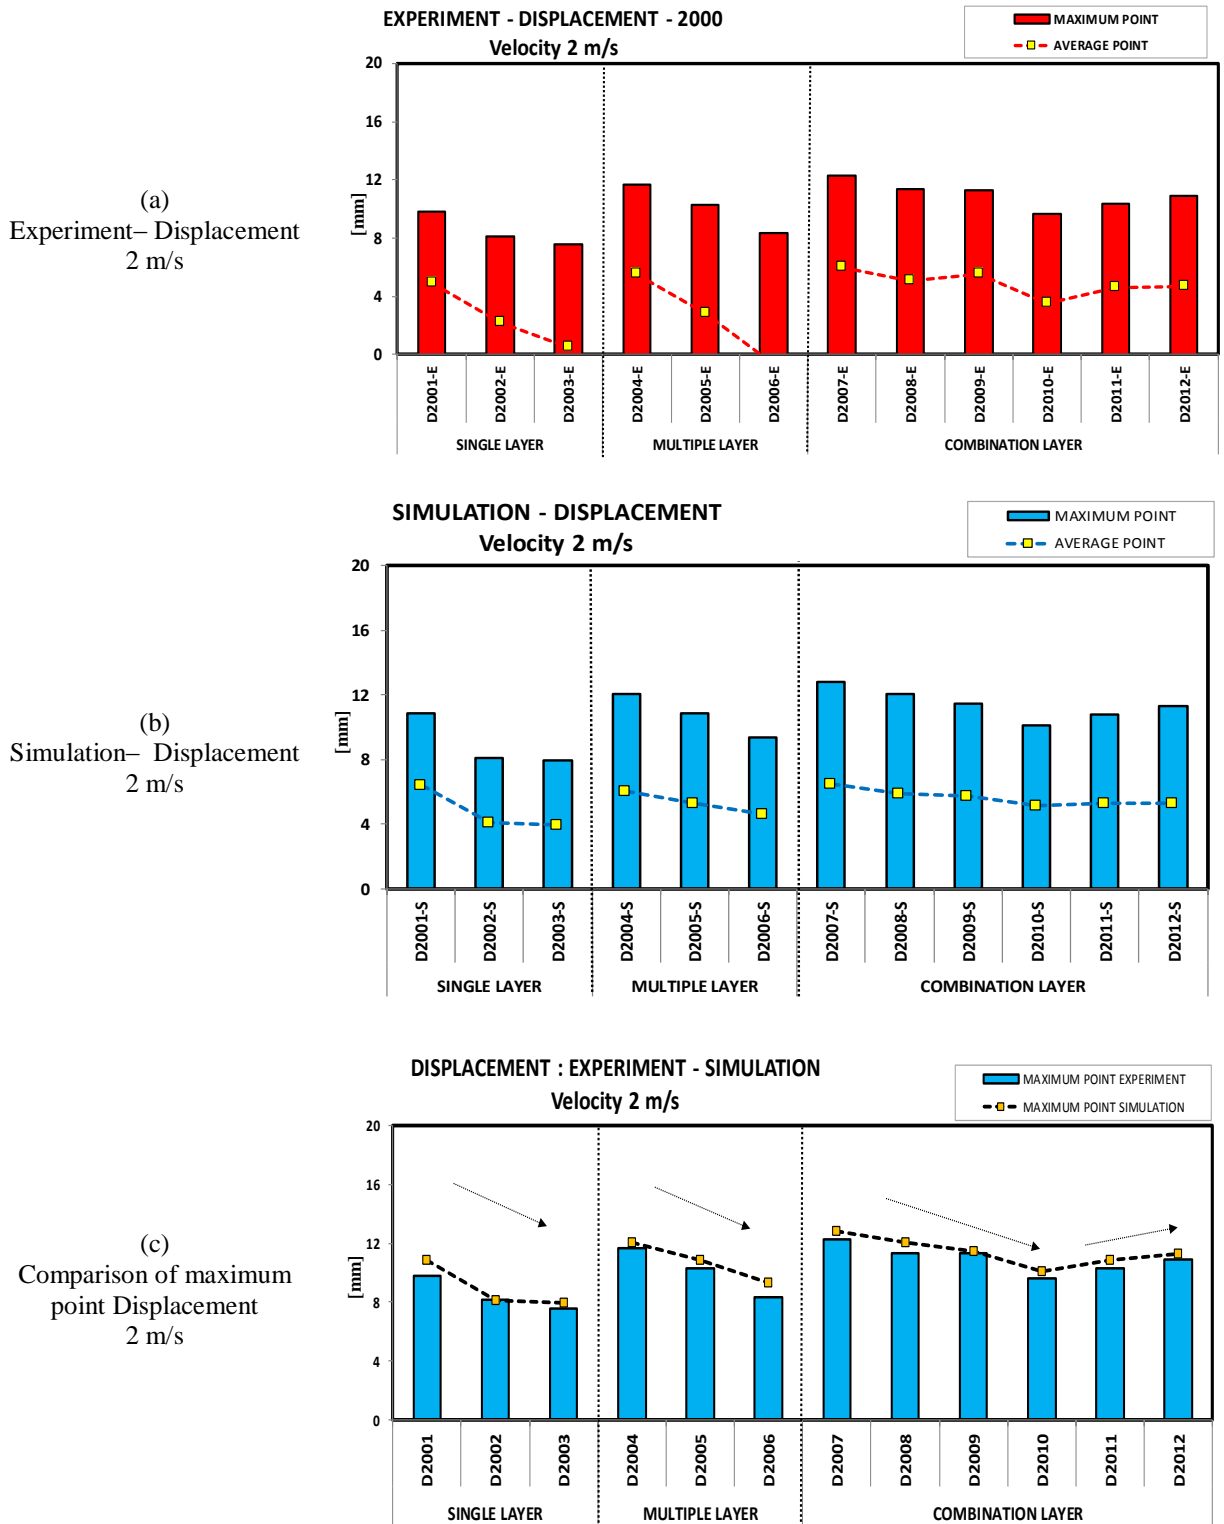 EXPERIMENT - DISPLACEMENT - 2000
Velocity 2 m/s
MAXIMUM POINT
AVERAGE POINT
(a)
Experiment– Displacement
2 m/s
[mm]
20
16
12
8
4
0
D2001-E
D2002-E
D2003-E
D2004-E
D2005-E
D2006-E
D2007-E
D2008-E
D2009-E
D2010-E
D2011-E
D2012-E
SINGLE LAYER
MULTIPLE LAYER
COMBINATION LAYER
SIMULATION - DISPLACEMENT
Velocity 2 m/s
MAXIMUM POINT
AVERAGE POINT
(b)
Simulation– Displacement
2 m/s
[mm]
20
16
12
8
4
0
D2001-S
D2002-S
D2003-S
D2004-S
D2005-S
D2006-S
D2007-S
D2008-S
D2009-S
D2010-S
D2011-S
D2012-S
SINGLE LAYER
MULTIPLE LAYER
COMBINATION LAYER
DISPLACEMENT : EXPERIMENT - SIMULATION
Velocity 2 m/s
MAXIMUM POINT EXPERIMENT
MAXIMUM POINT SIMULATION
(c)
Comparison of maximum
point Displacement
2 m/s
[mm]
20
16
12
8
4
0
D2001
D2002
D2003
D2004
D2005
D2006
D2007
D2008
D2009
D2010
D2011
D2012
SINGLE LAYER
MULTIPLE LAYER
COMBINATION LAYER